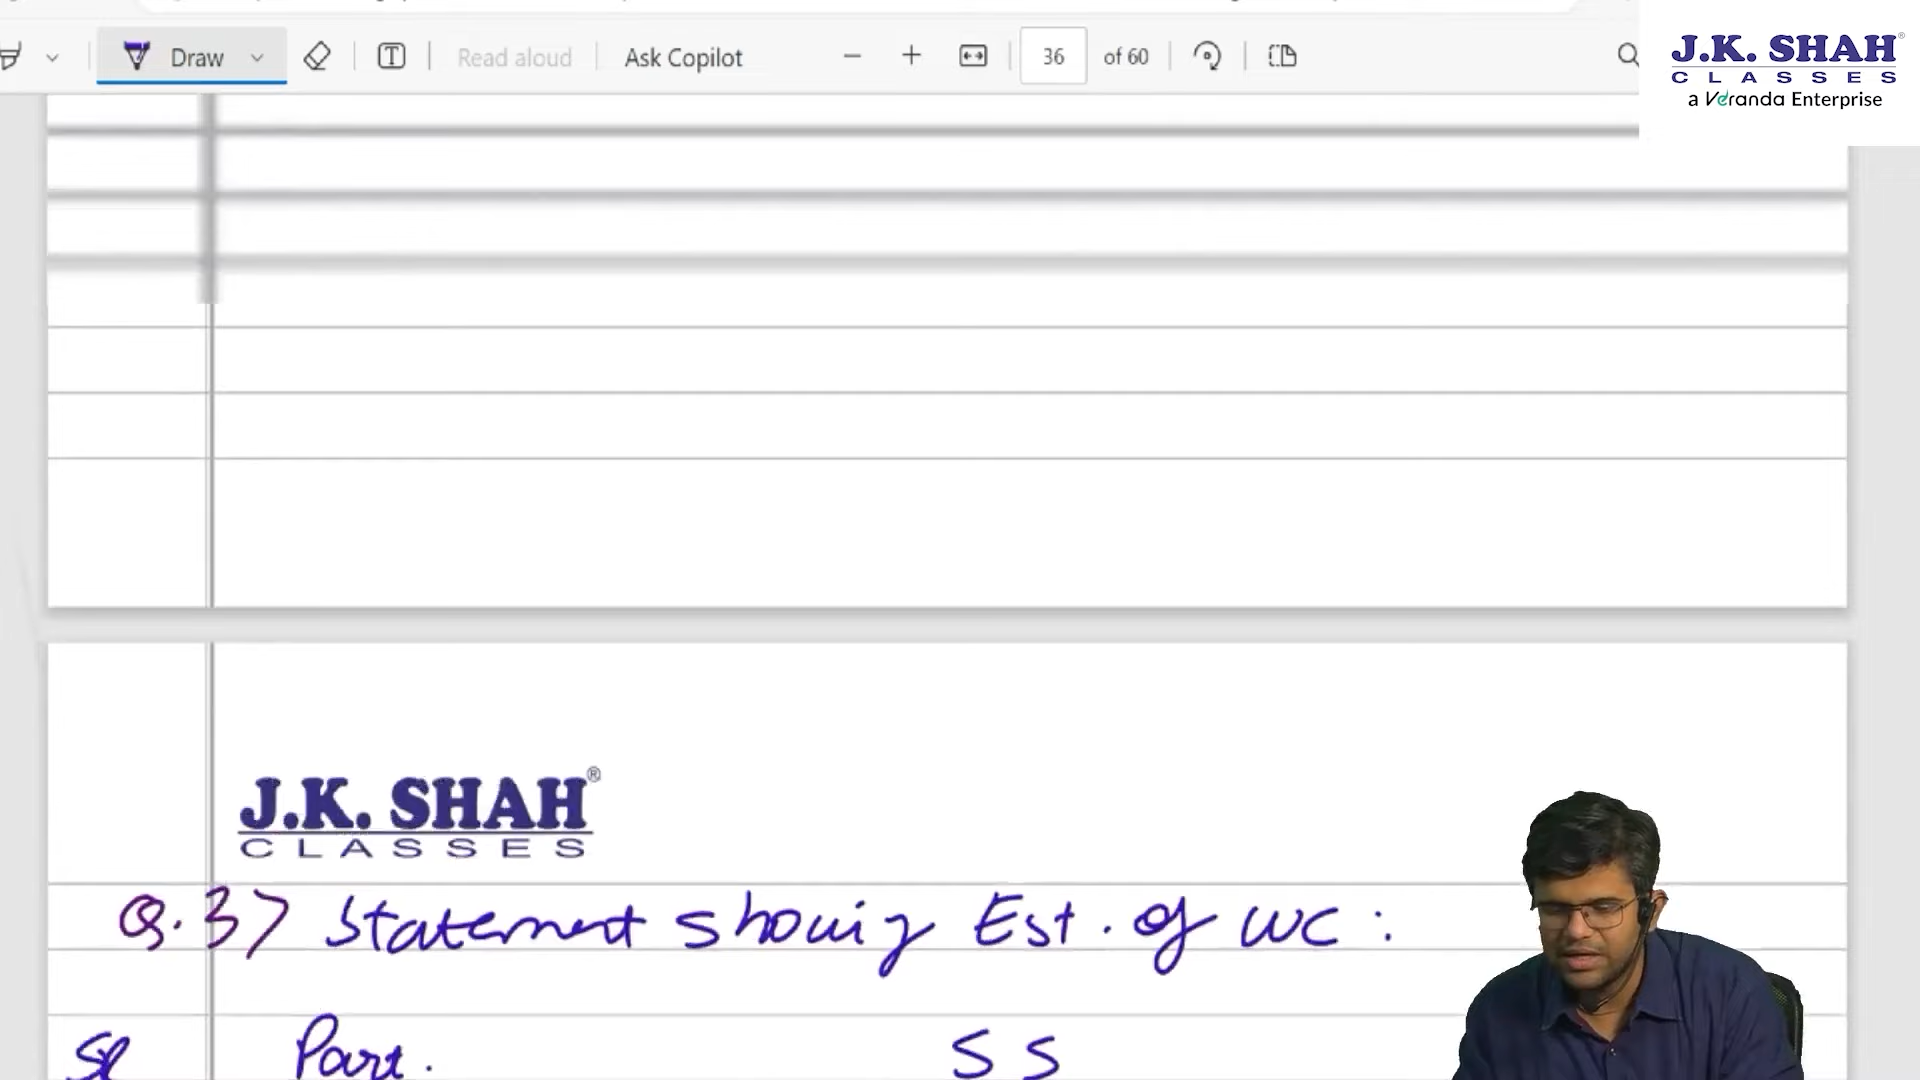 Draw
Read aloud
Ask Copilot
36
of 60
J.K. SHAH®
CLASSES
a Veranda Enterprise
J.K. SHAH®
CLASSES
Q.37 Statement Showing Est. of WC :
Part.
S S